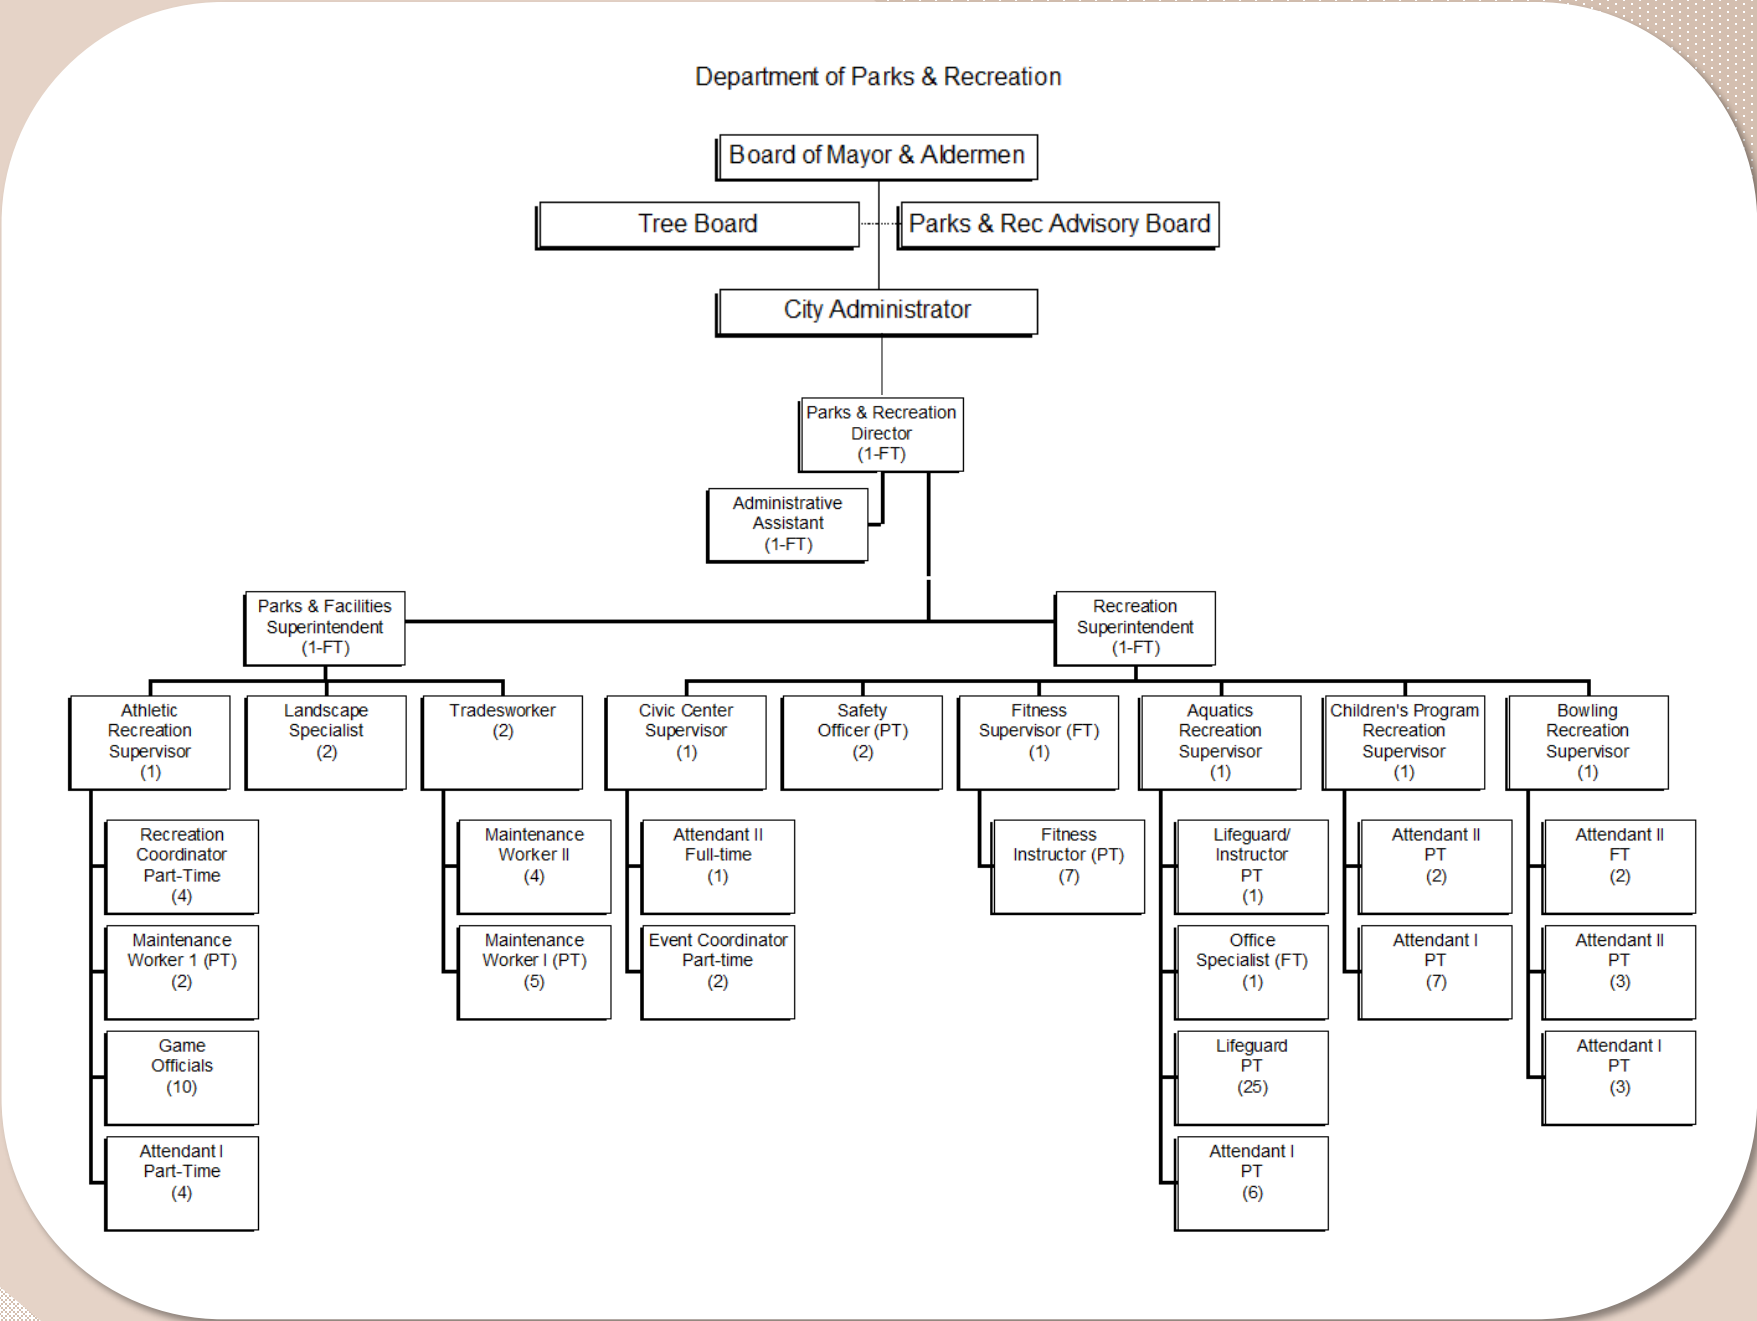 Department of Parks & Recreation
Board of Mayor & Aldermen
Tree Board
Parks & Rec Advisory Board
City Administrator
Parks & Recreation
Director
(1-FT)
Administrative
Assistant
(1-FT)
Parks & Facilities
Superintendent
(1-FT)
Recreation
Superintendent
(1-FT)
Athletic
Recreation
Supervisor
(1)
Landscape
Specialist
(2)
Tradesworker
(2)
Civic Center
Supervisor
(1)
Safety
Officer (PT)
(2)
Fitness
Supervisor (FT)
(1)
Aquatics
Recreation
Supervisor
(1)
Children's Program
Recreation
Supervisor
(1)
Bowling
Recreation
Supervisor
(1)
Recreation
Coordinator
Part-Time
(4)
Maintenance
Worker II
(4)
Attendant II
Full-time
(1)
Fitness
Instructor (PT)
(7)
Lifeguard/
Instructor
PT
(1)
Attendant II
PT
(2)
Attendant II
FT
(2)
Maintenance
Worker 1 (PT)
(2)
Maintenance
Worker I (PT)
(5)
Event Coordinator
Part-time
(2)
Office
Specialist (FT)
(1)
Attendant I
PT
(7)
Attendant II
PT
(3)
Game
Officials
(10)
Lifeguard
PT
(25)
Attendant I
PT
(3)
Attendant I
Part-Time
(4)
Attendant I
PT
(6)